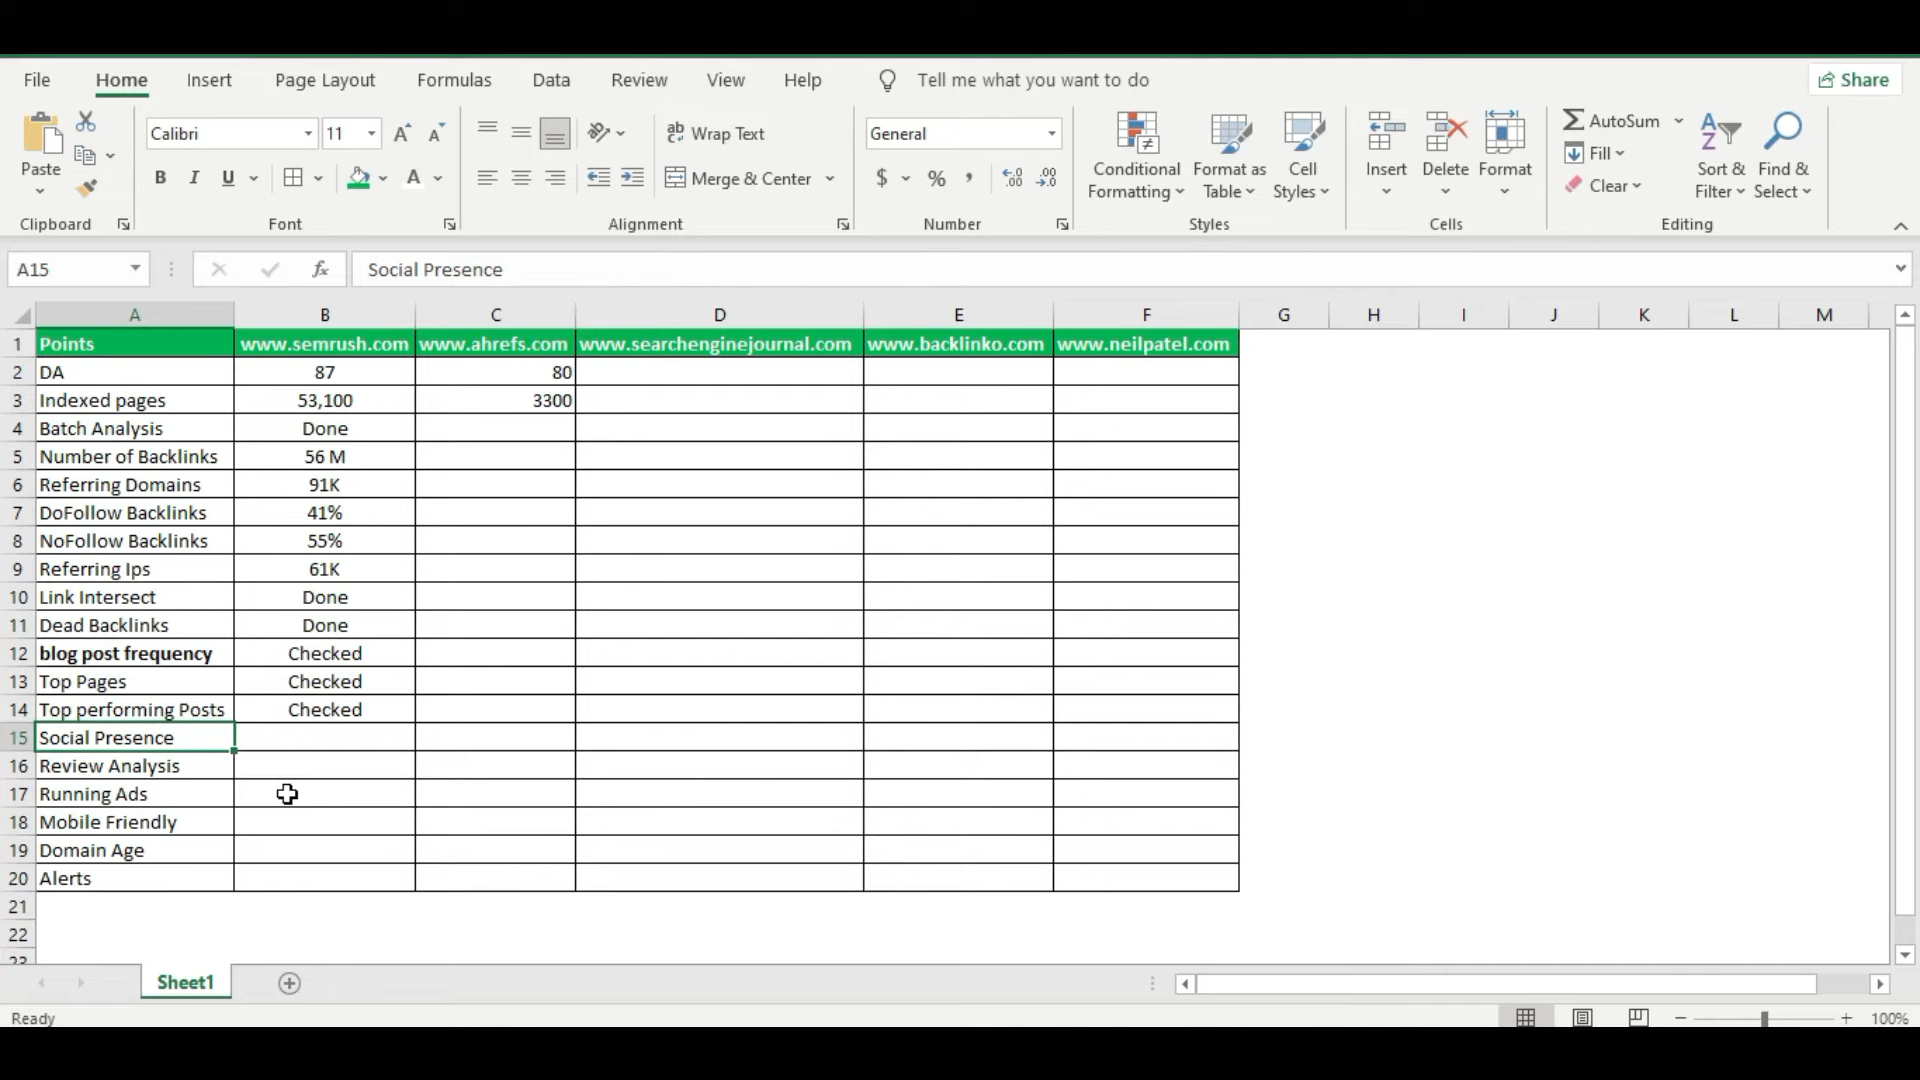 File Home Insert Page Layout Formulas Data Review View Help Tell me what you want to do Share
Paste
Clipboard
Calibri 11
B I U A
Font
ab Wrap Text
Merge & Center
Alignment
General
$ % , .00 .00
Number
Conditional Formatting
Format as Table
Cell Styles
Styles
Insert Delete Format
Cells
AutoSum
Fill
Clear
Sort & Filter
Find & Select
Editing
A15 fx Social Presence
A B C D E F G H I J K L M
1 Points www.semrush.com www.ahrefs.com www.searchenginejournal.com www.backlinko.com www.neilpatel.com
2 DA 87 80
3 Indexed pages 53,100 3300
4 Batch Analysis Done
5 Number of Backlinks 56 M
6 Referring Domains 91K
7 DoFollow Backlinks 41%
8 NoFollow Backlinks 55%
9 Referring Ips 61K
10 Link Intersect Done
11 Dead Backlinks Done
12 blog post frequency Checked
13 Top Pages Checked
14 Top performing Posts Checked
15 Social Presence
16 Review Analysis
17 Running Ads
18 Mobile Friendly
19 Domain Age
20 Alerts
21
22
23
Sheet1
Ready 100%